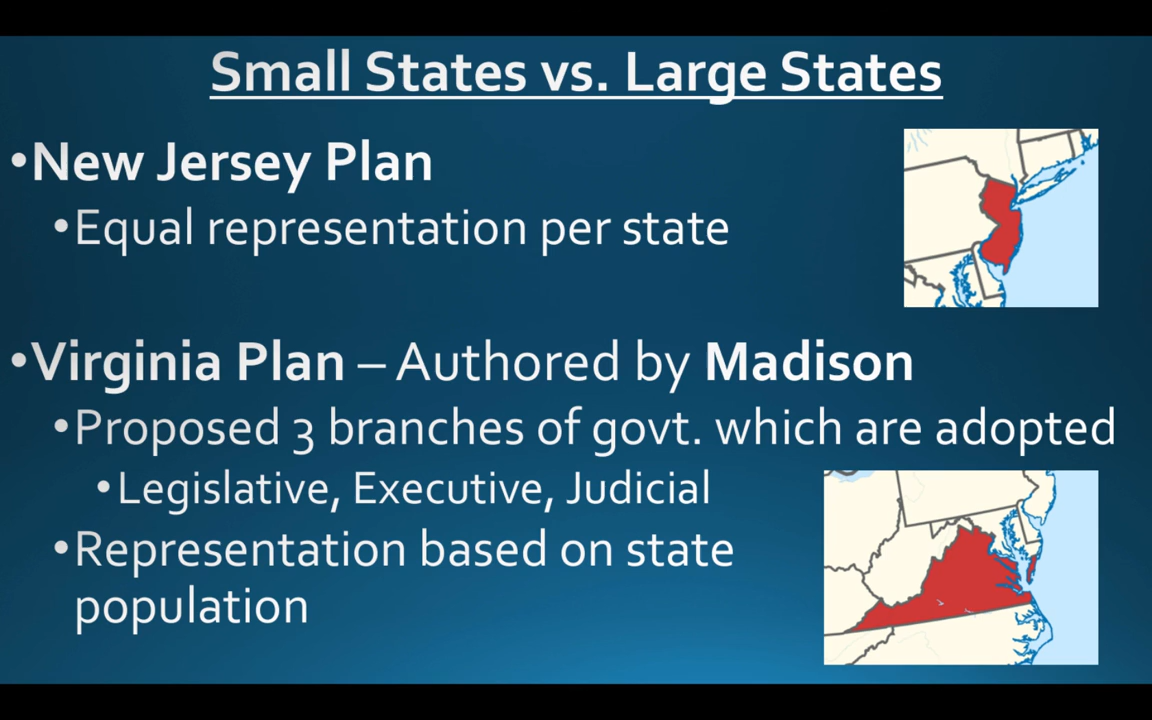 Small States vs. Large States
•New Jersey Plan
•Equal representation per state
•Virginia Plan – Authored by Madison
•Proposed 3 branches of govt. which are adopted
•Legislative, Executive, Judicial
•Representation based on state
population